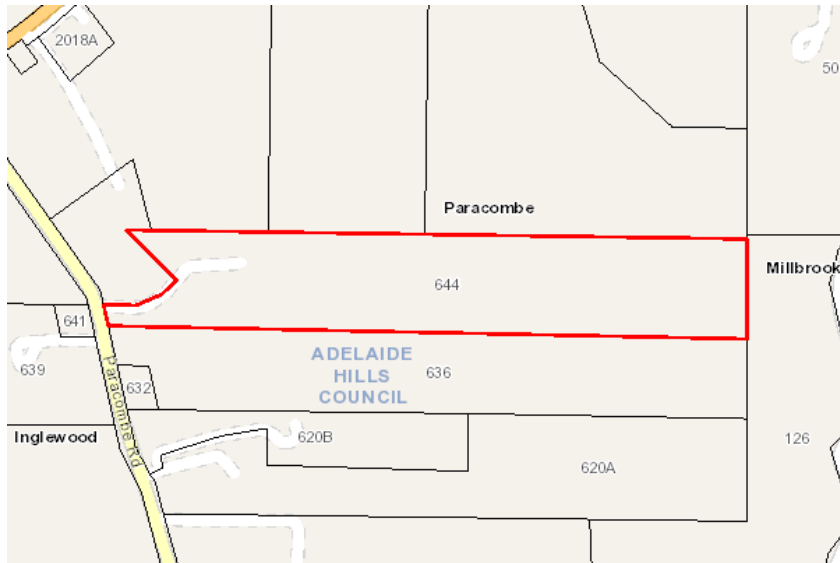 2018A
50
Paracombe
Millbrook
644
641
639
ADELAIDE
HILLS
COUNCIL
636
632
Paracombe Rd
Inglewood
620B
126
620A